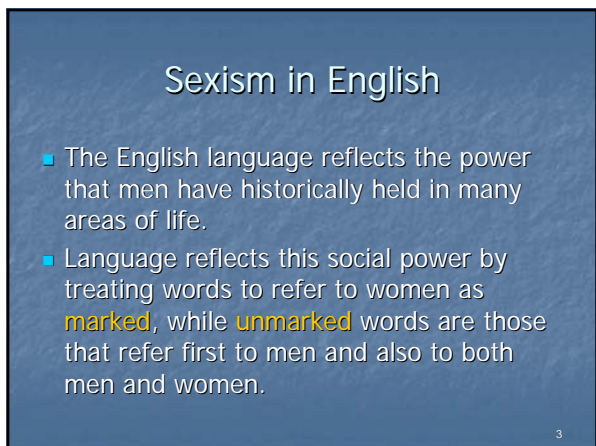 Sexism in English
The English language reflects the power
that men have historically held in many
areas of life.
Language reflects this social power by
treating words to refer to women as
marked, while unmarked words are those
that refer first to men and also to both
men and women.
3